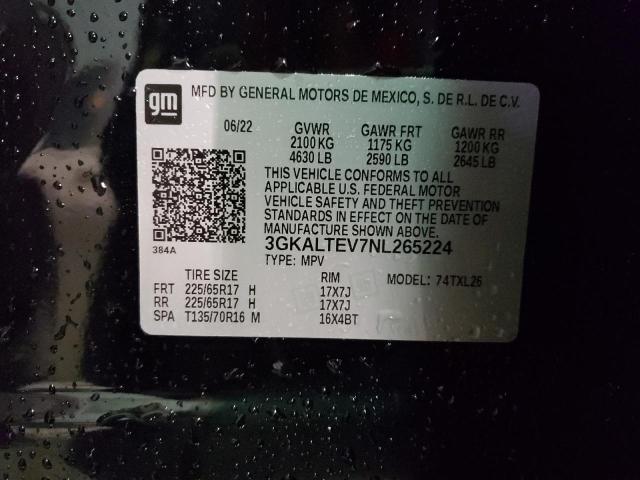 gm
MFD BY GENERAL MOTORS DE MEXICO, S. DE R.L. DE C.V.
06/22 GVWR GAWR FRT GAWR RR
2100 KG 1175 KG 1200 KG
4630 LB 2590 LB 2645 LB
THIS VEHICLE CONFORMS TO ALL
APPLICABLE U.S. FEDERAL MOTOR
VEHICLE SAFETY AND THEFT PREVENTION
STANDARDS IN EFFECT ON THE DATE OF
MANUFACTURE SHOWN ABOVE.
384A
3GKALTEV7NL265224
TYPE: MPV
TIRE SIZE RIM MODEL: 74TXL26
FRT 225/65R17 H 17X7J
RR 225/65R17 H 17X7J
SPA T135/70R16 M 16X4BT